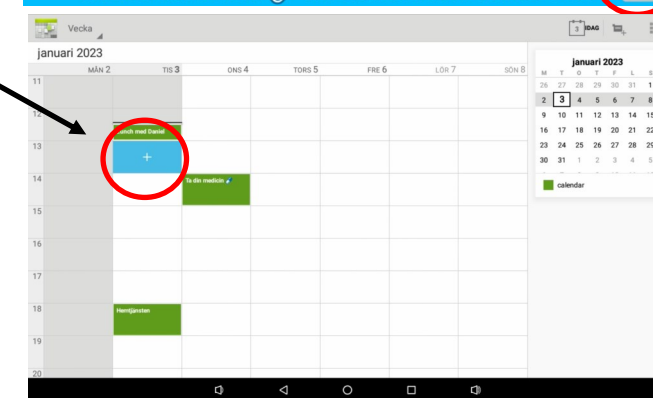 Vecka
3 IDAG
januari 2023
MÅN 2 TIS 3 ONS 4 TORS 5 FRE 6 LÖR 7 SÖN 8
11
12
Lunch med Daniel
13
+
14
Ta din medicin 💊
15
16
17
18
Hemtjänsten
19
20
januari 2023
M T O T F L S
26 27 28 29 30 31 1
2 3 4 5 6 7 8
9 10 11 12 13 14 15
16 17 18 19 20 21 22
23 24 25 26 27 28 29
30 31 1 2 3 4 5
calendar